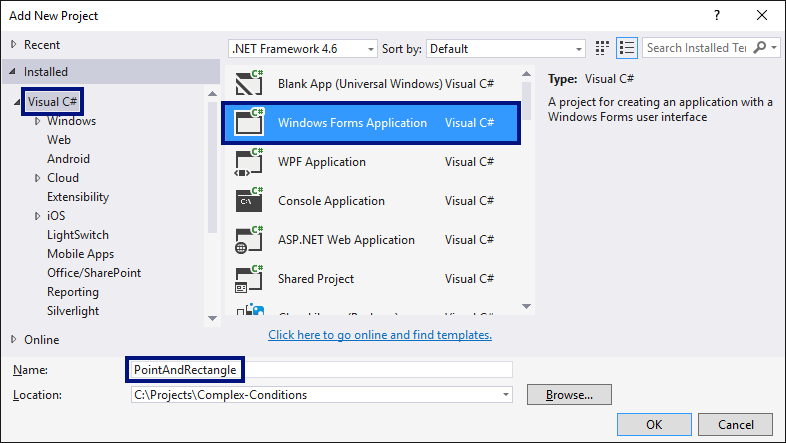 Add New Project
?
Recent
Installed
Visual C#
Windows
Web
Android
Cloud
Extensibility
iOS
LightSwitch
Mobile Apps
Office/SharePoint
Reporting
Silverlight
Online
.NET Framework 4.6 Sort by: Default
Search Installed
Blank App (Universal Windows) Visual C#
Windows Forms Application Visual C#
WPF Application Visual C#
Console Application Visual C#
ASP.NET Web Application Visual C#
Shared Project Visual C#
Click here to go online and find templates.
Type: Visual C#
A project for creating an application with a
Windows Forms user interface
Name: PointAndRectangle
Location: C:\Projects\Complex-Conditions Browse...
OK Cancel